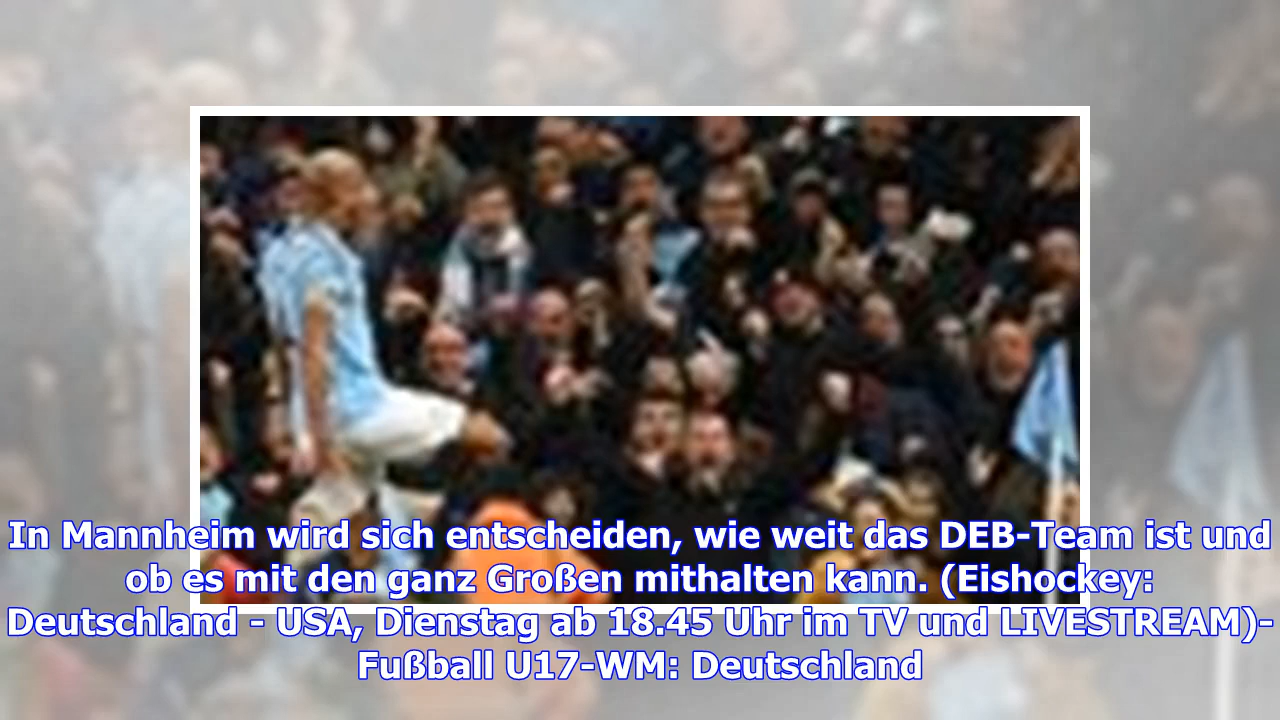 In Mannheim wird sich entscheiden, wie weit das DEB-Team ist und
ob es mit den ganz Großen mithalten kann. (Eishockey:
Deutschland - USA, Dienstag ab 18.45 Uhr im TV und LIVESTREAM)-
Fußball U17-WM: Deutschland